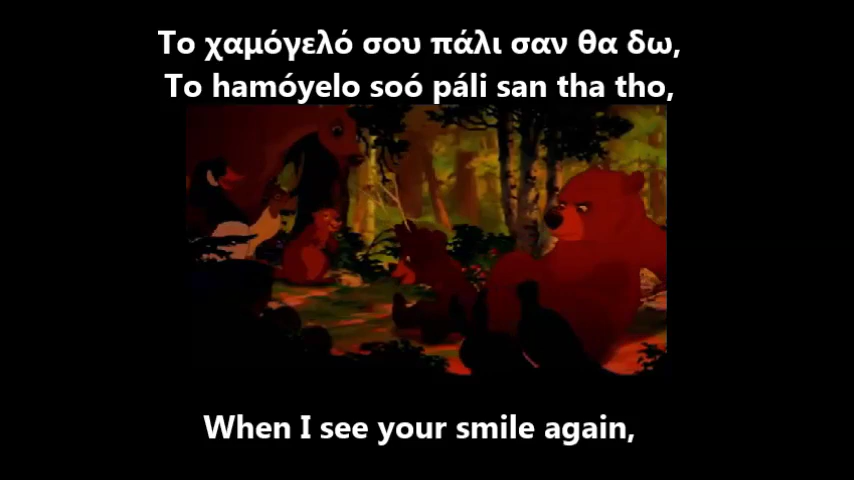 Το χαμόγελό σου πάλι σαν θα δω,
To hamóyelo soó páli san tha tho,
When I see your smile again,